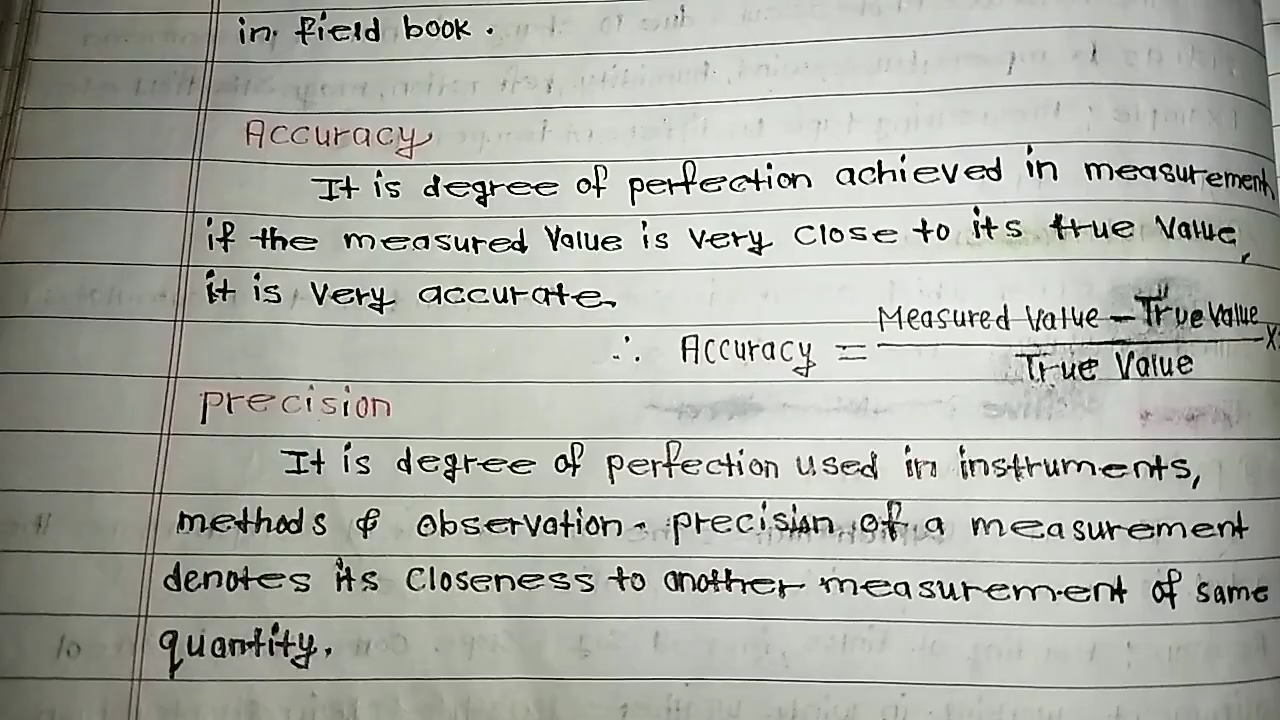 in field book.
Accuracy
It is degree of perfection achieved in measurement
if the measured value is very close to its true value,
it is very accurate.
∴ Accuracy = Measured value - True value / True Value ×
precision
It is degree of perfection used in instruments,
methods & observation. precision of a measurement
denotes its closeness to another measurement of same
quantity.